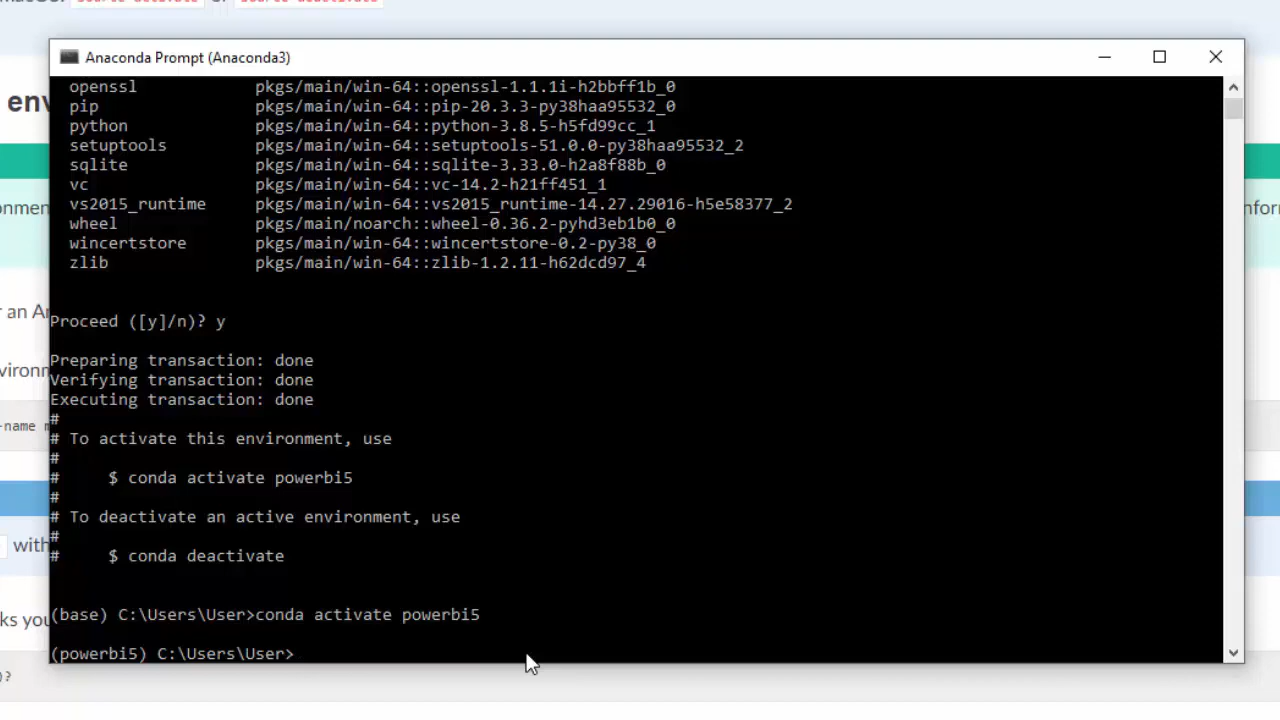 Anaconda Prompt (Anaconda3)
openssl pkgs/main/win-64::openssl-1.1.1i-h2bbff1b_0
pip pkgs/main/win-64::pip-20.3.3-py38haa95532_0
python pkgs/main/win-64::python-3.8.5-h5fd99cc_1
setuptools pkgs/main/win-64::setuptools-51.0.0-py38haa95532_2
sqlite pkgs/main/win-64::sqlite-3.33.0-h2a8f88b_0
vc pkgs/main/win-64::vc-14.2-h21ff451_1
vs2015_runtime pkgs/main/win-64::vs2015_runtime-14.27.29016-h5e58377_2
wheel pkgs/main/noarch::wheel-0.36.2-pyhd3eb1b0_0
wincertstore pkgs/main/win-64::wincertstore-0.2-py38_0
zlib pkgs/main/win-64::zlib-1.2.11-h62dcd97_4
Proceed ([y]/n)? y
Preparing transaction: done
Verifying transaction: done
Executing transaction: done
#
# To activate this environment, use
#
# $ conda activate powerbi5
#
# To deactivate an active environment, use
#
# $ conda deactivate
(base) C:\Users\User>conda activate powerbi5
(powerbi5) C:\Users\User>